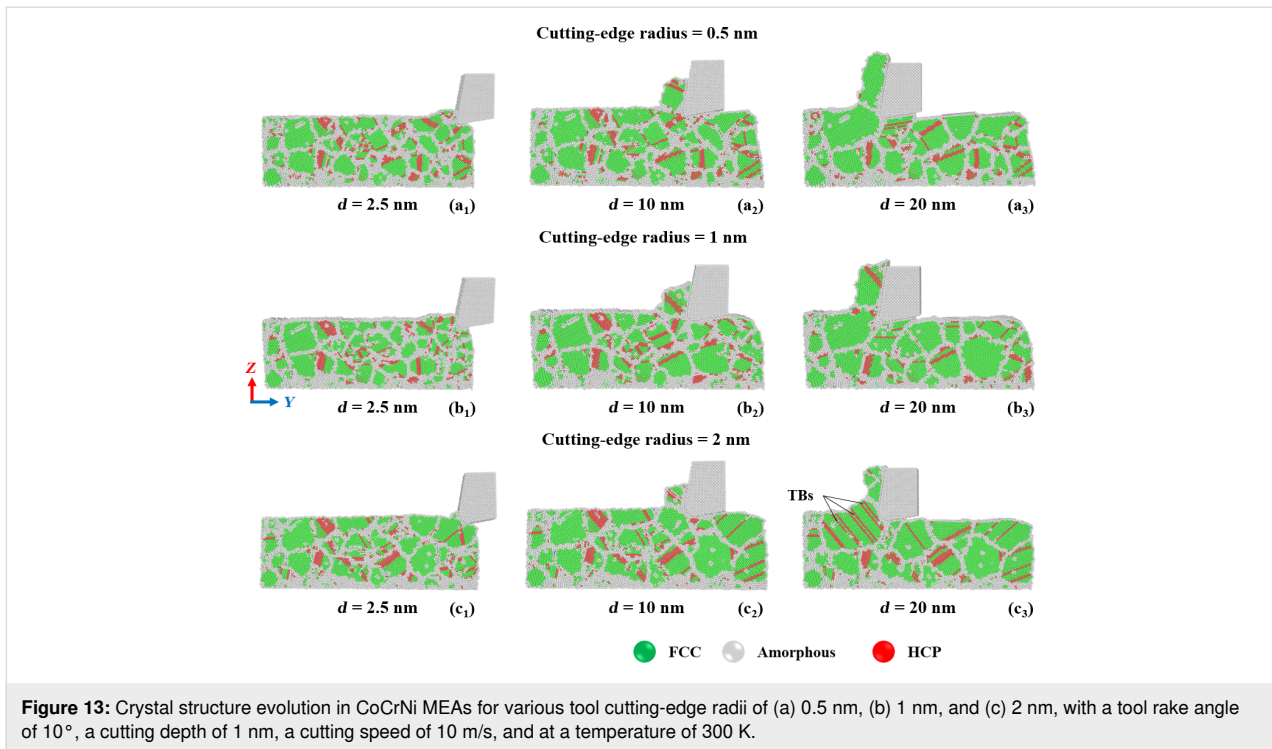 Cutting-edge radius = 0.5 nm
d = 2.5 nm (a₁) d = 10 nm (a₂) d = 20 nm (a₃)
Cutting-edge radius = 1 nm
Z
Y
d = 2.5 nm (b₁) d = 10 nm (b₂) d = 20 nm (b₃)
Cutting-edge radius = 2 nm
TBs
d = 2.5 nm (c₁) d = 10 nm (c₂) d = 20 nm (c₃)
FCC Amorphous HCP
Figure 13: Crystal structure evolution in CoCrNi MEAs for various tool cutting-edge radii of (a) 0.5 nm, (b) 1 nm, and (c) 2 nm, with a tool rake angle
of 10°, a cutting depth of 1 nm, a cutting speed of 10 m/s, and at a temperature of 300 K.